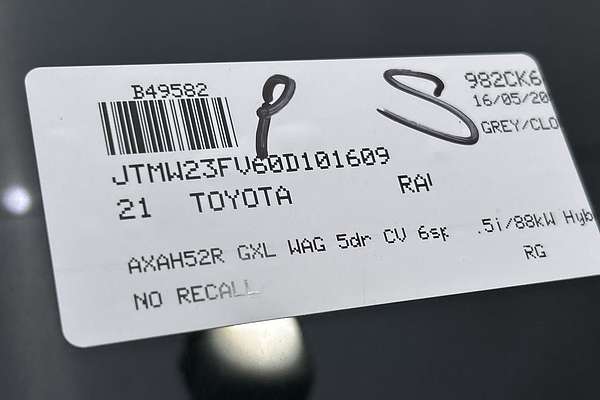 B49582
P S
982CK6
16/05/20
GREY/CLO
JTMW23FV60D101609
21 TOYOTA RAV
AXAH52R GXL WAG 5dr CV 6sp .5i/88kW Hyb
RG
NO RECALL